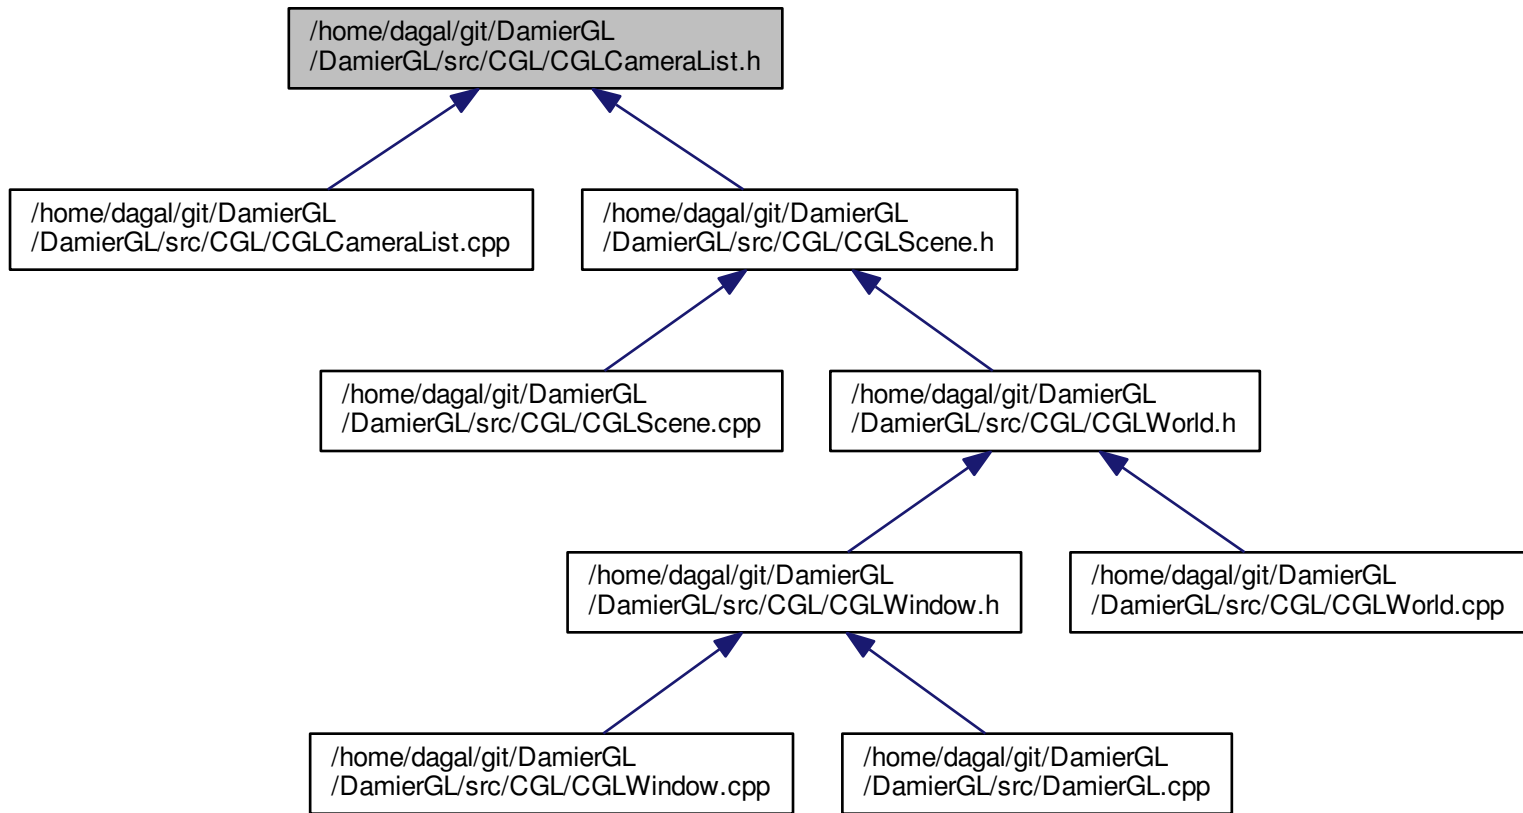 /home/dagal/git/DamierGL
/DamierGL/src/CGL/CGLCameraList.h
/home/dagal/git/DamierGL
/DamierGL/src/CGL/CGLCameraList.cpp
/home/dagal/git/DamierGL
/DamierGL/src/CGL/CGLScene.h
/home/dagal/git/DamierGL
/DamierGL/src/CGL/CGLScene.cpp
/home/dagal/git/DamierGL
/DamierGL/src/CGL/CGLWorld.h
/home/dagal/git/DamierGL
/DamierGL/src/CGL/CGLWindow.h
/home/dagal/git/DamierGL
/DamierGL/src/CGL/CGLWorld.cpp
/home/dagal/git/DamierGL
/DamierGL/src/CGL/CGLWindow.cpp
/home/dagal/git/DamierGL
/DamierGL/src/DamierGL.cpp